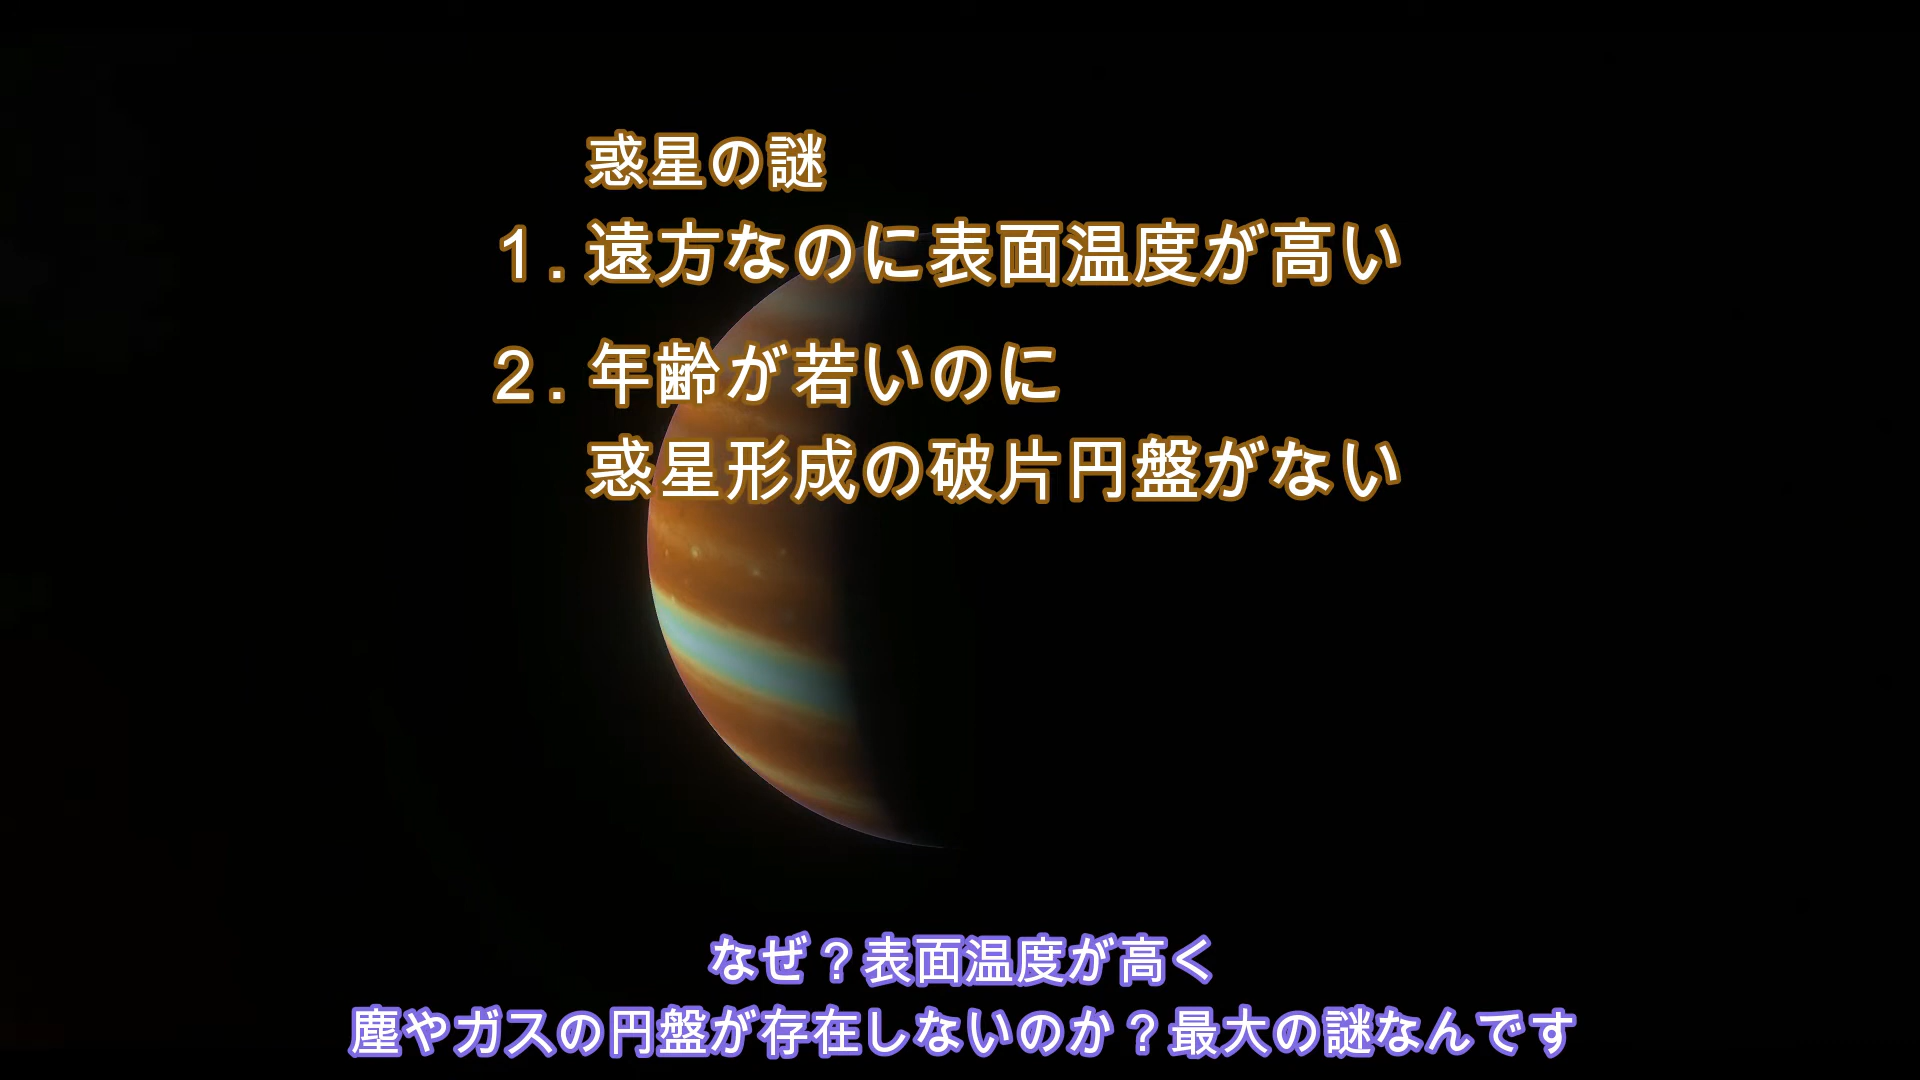 惑星の謎
1.遠方なのに表面温度が高い
2.年齢が若いのに
惑星形成の破片円盤がない
なぜ？表面温度が高く
塵やガスの円盤が存在しないのか？最大の謎なんです